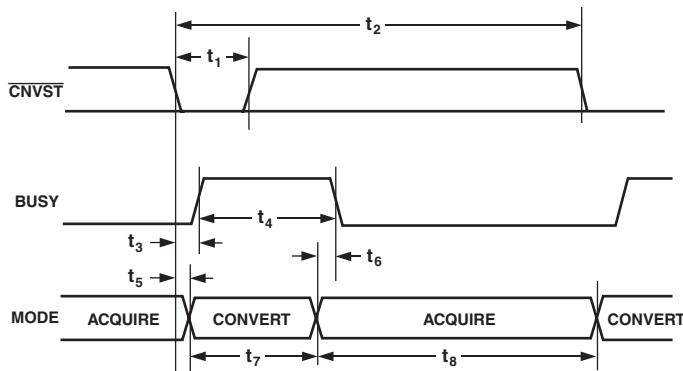 t2
t1
CNVST
BUSY
t4
t3
t6
t5
MODE ACQUIRE CONVERT ACQUIRE CONVERT
t7 t8